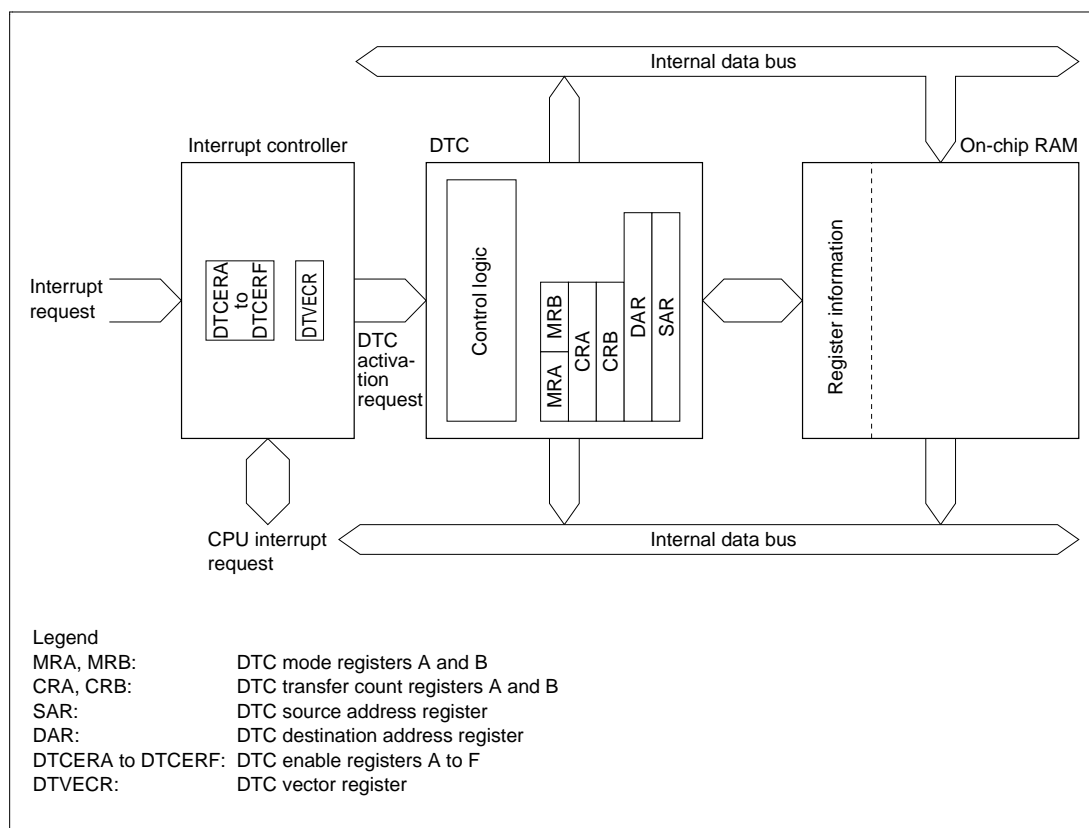 Internal data bus
Interrupt controller
DTC
On-chip RAM
Interrupt
request
DTCERA
to
DTCERF
DTVECR
DTC
activa-
tion
request
Control logic
MRA
MRB
CRA
CRB
DAR
SAR
Register information
CPU interrupt
request
Internal data bus
Legend
MRA, MRB: DTC mode registers A and B
CRA, CRB: DTC transfer count registers A and B
SAR: DTC source address register
DAR: DTC destination address register
DTCERA to DTCERF: DTC enable registers A to F
DTVECR: DTC vector register